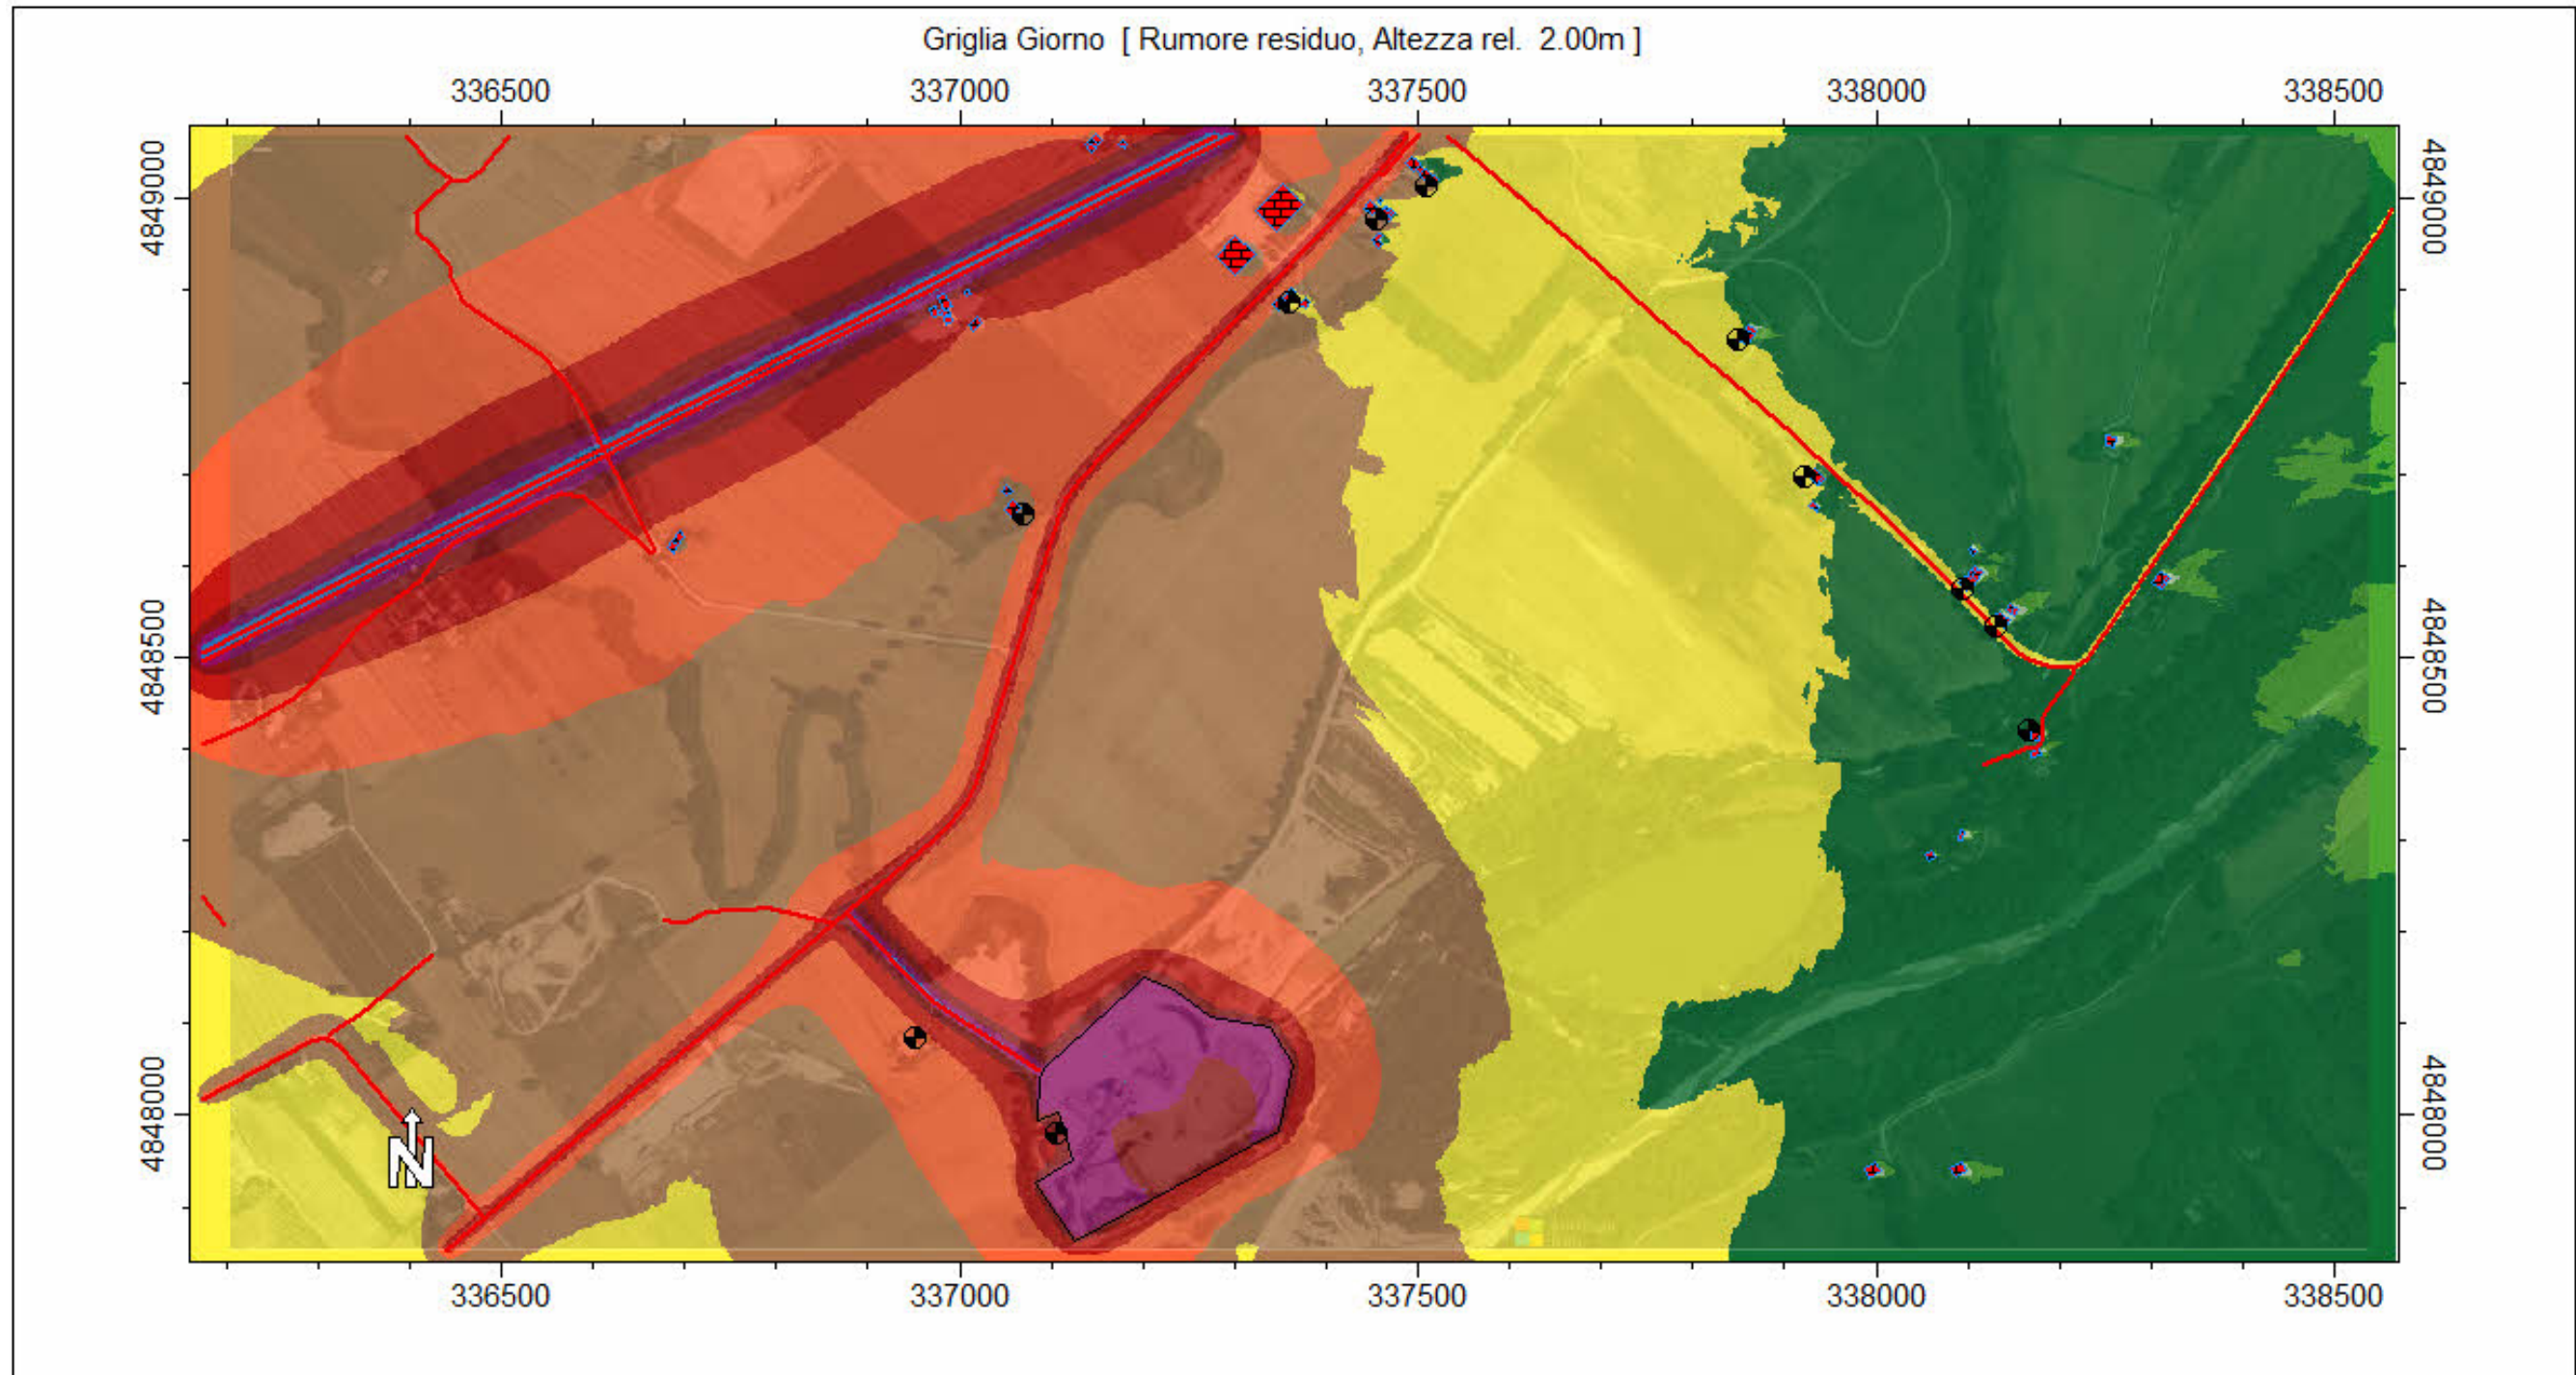 Griglia Giorno [ Rumore residuo, Altezza rel. 2.00m ]
336500 337000 337500 338000 338500
4849000 4849000
4848500 4848500
4848000 4848000
N
336500 337000 337500 338000 338500